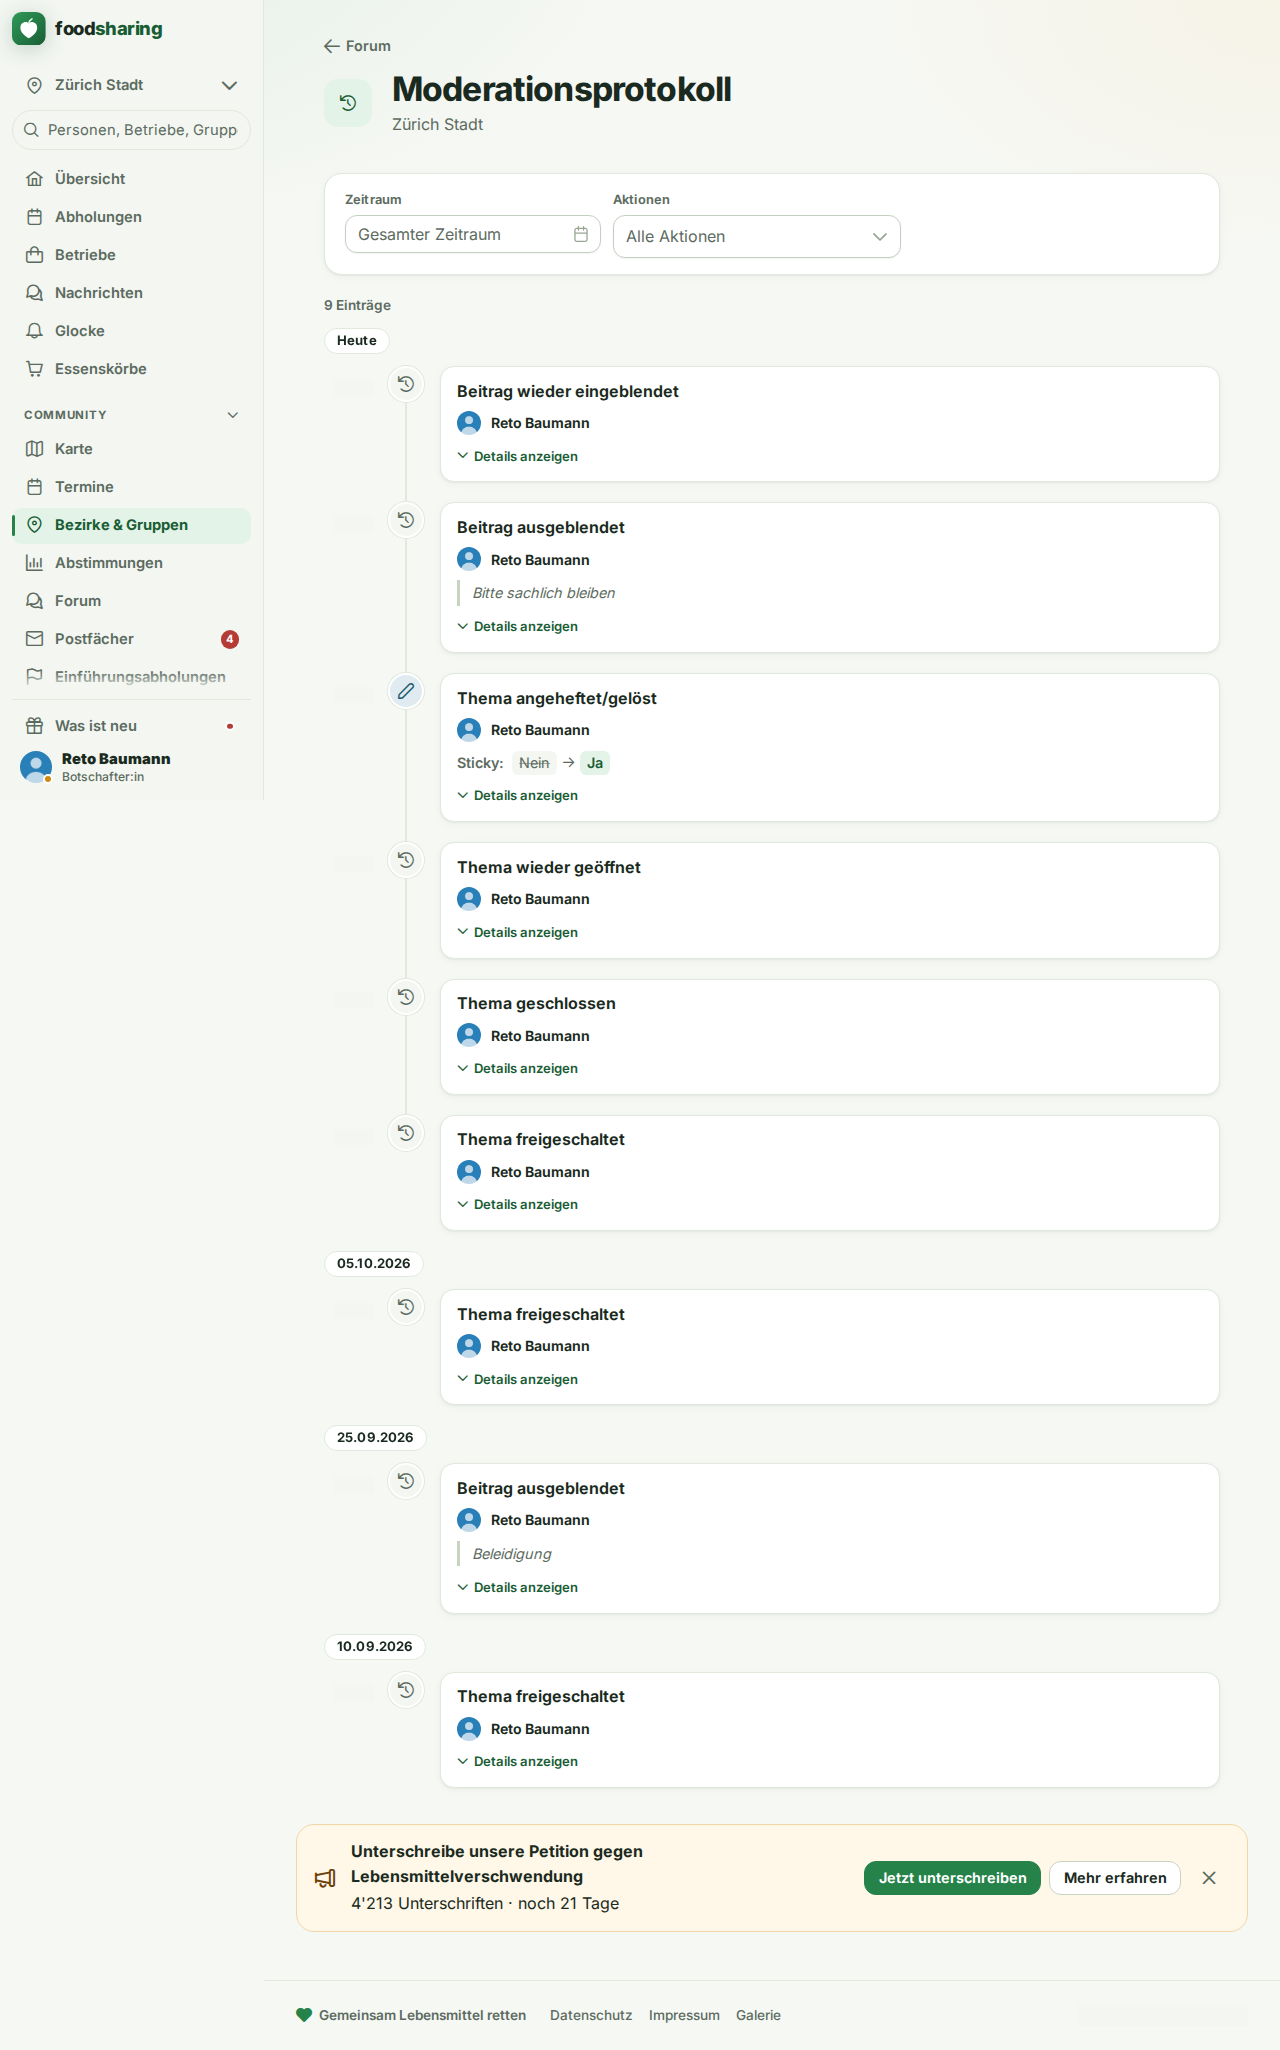 foodsharing
Zürich Stadt
Personen, Betriebe, Grupp
Übersicht
Abholungen
Betriebe
Nachrichten
Glocke
Essenskörbe
COMMUNITY
Karte
Termine
Bezirke & Gruppen
Abstimmungen
Forum
Postfächer 4
Einführungsabholungen
Was ist neu
Reto Baumann
Botschafter:in
Forum
Moderationsprotokoll
Zürich Stadt
Zeitraum
Gesamter Zeitraum
Aktionen
Alle Aktionen
9 Einträge
Heute
Beitrag wieder eingeblendet
Reto Baumann
Details anzeigen
Beitrag ausgeblendet
Reto Baumann
Bitte sachlich bleiben
Details anzeigen
Thema angeheftet/gelöst
Reto Baumann
Sticky: Nein → Ja
Details anzeigen
Thema wieder geöffnet
Reto Baumann
Details anzeigen
Thema geschlossen
Reto Baumann
Details anzeigen
Thema freigeschaltet
Reto Baumann
Details anzeigen
05.10.2026
Thema freigeschaltet
Reto Baumann
Details anzeigen
25.09.2026
Beitrag ausgeblendet
Reto Baumann
Beleidigung
Details anzeigen
10.09.2026
Thema freigeschaltet
Reto Baumann
Details anzeigen
Unterschreibe unsere Petition gegen
Lebensmittelverschwendung
4'213 Unterschriften · noch 21 Tage
Jetzt unterschreiben
Mehr erfahren
Gemeinsam Lebensmittel retten Datenschutz Impressum Galerie